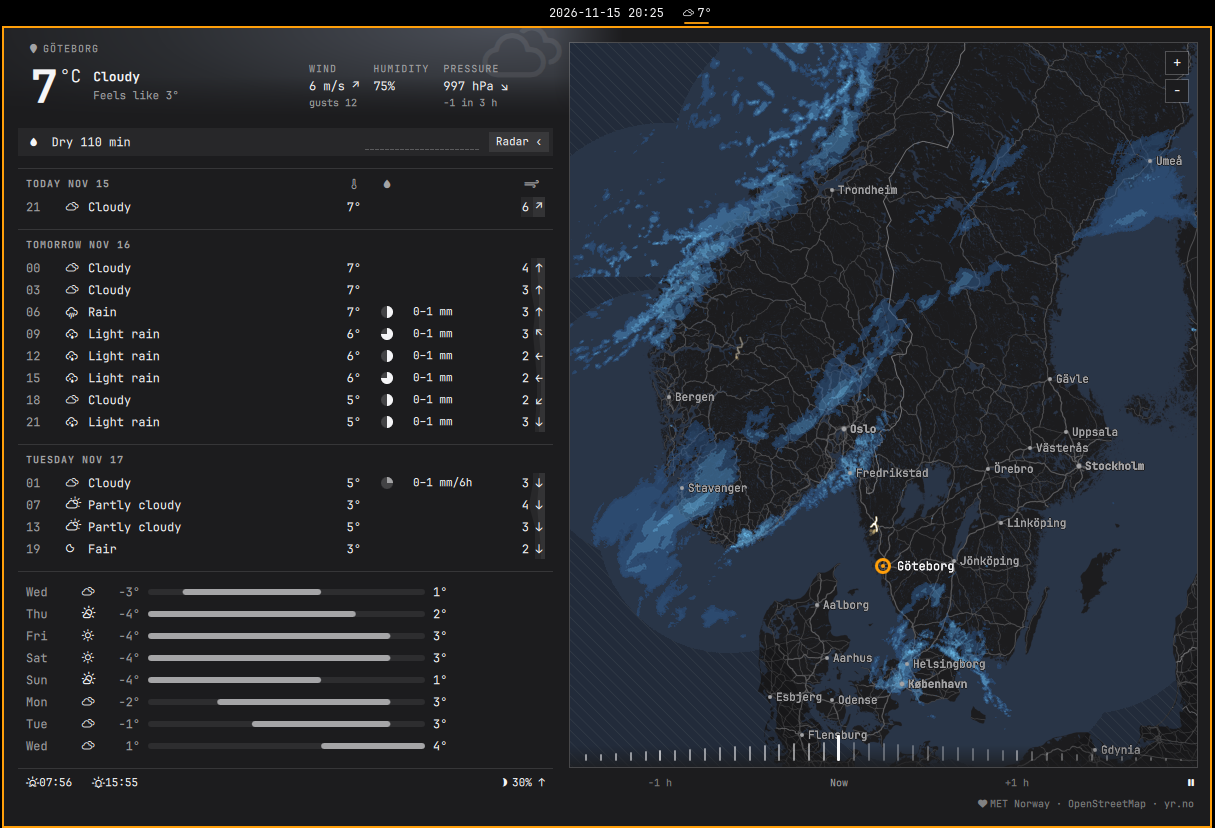 2026-11-15 20:25 7°
GÖTEBORG
7°C Cloudy
Feels like 3°
WIND HUMIDITY PRESSURE
6 m/s ↗ 75% 997 hPa ↘
gusts 12 -1 in 3 h
Dry 110 min Radar ‹
TODAY NOV 15
21 Cloudy 7° 6 ↗
TOMORROW NOV 16
00 Cloudy 7° 4 ↑
03 Cloudy 7° 3 ↑
06 Rain 7° 0-1 mm 3 ↑
09 Light rain 6° 0-1 mm 3 ↖
12 Light rain 6° 0-1 mm 2 ←
15 Light rain 6° 0-1 mm 2 ←
18 Cloudy 5° 0-1 mm 2 ↙
21 Light rain 5° 0-1 mm 3 ↓
TUESDAY NOV 17
01 Cloudy 5° 0-1 mm/6h 3 ↓
07 Partly cloudy 3° 4 ↓
13 Partly cloudy 5° 3 ↓
19 Fair 3° 2 ↓
Wed -3° 1°
Thu -4° 2°
Fri -4° 3°
Sat -4° 3°
Sun -4° 1°
Mon -2° 3°
Tue -1° 3°
Wed 1° 4°
07:56 15:55 30% ↑
+
-
Umeå
Trondheim
Gävle
Bergen
Oslo
Uppsala
Västerås
Stockholm
Fredrikstad
Örebro
Stavanger
Linköping
Göteborg
Jönköping
Aalborg
Aarhus
Helsingborg
København
Esbjerg
Odense
Flensburg
Gdynia
-1 h Now +1 h
MET Norway · OpenStreetMap · yr.no